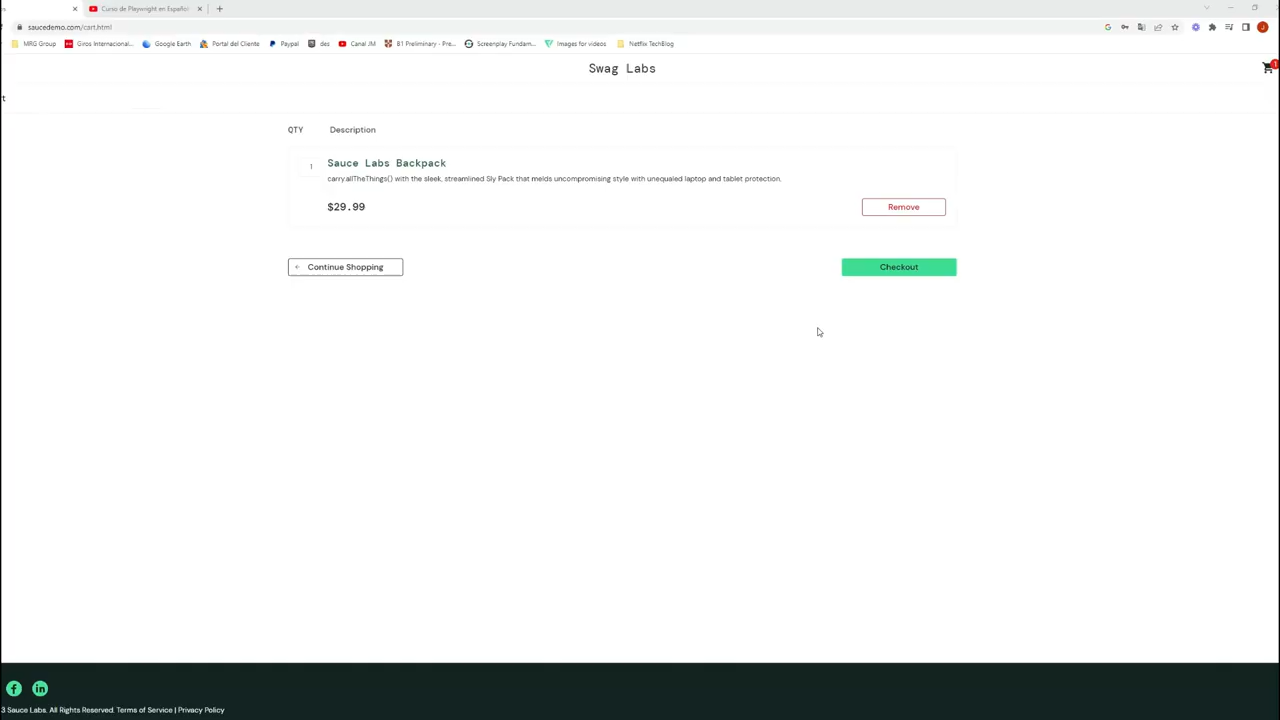 Curso de Playwright en Español
saucedemo.com/cart.html
MRG Group Giros Internacional... Google Earth Portal del Cliente Paypal des Canal JM B1 Preliminary - Pre... Screenplay Fundam... Images for videos Netflix TechBlog
Swag Labs
1
t
QTY Description
1 Sauce Labs Backpack
carry.allTheThings() with the sleek, streamlined Sly Pack that melds uncompromising style with unequaled laptop and tablet protection.
$29.99 Remove
← Continue Shopping Checkout
3 Sauce Labs. All Rights Reserved. Terms of Service | Privacy Policy